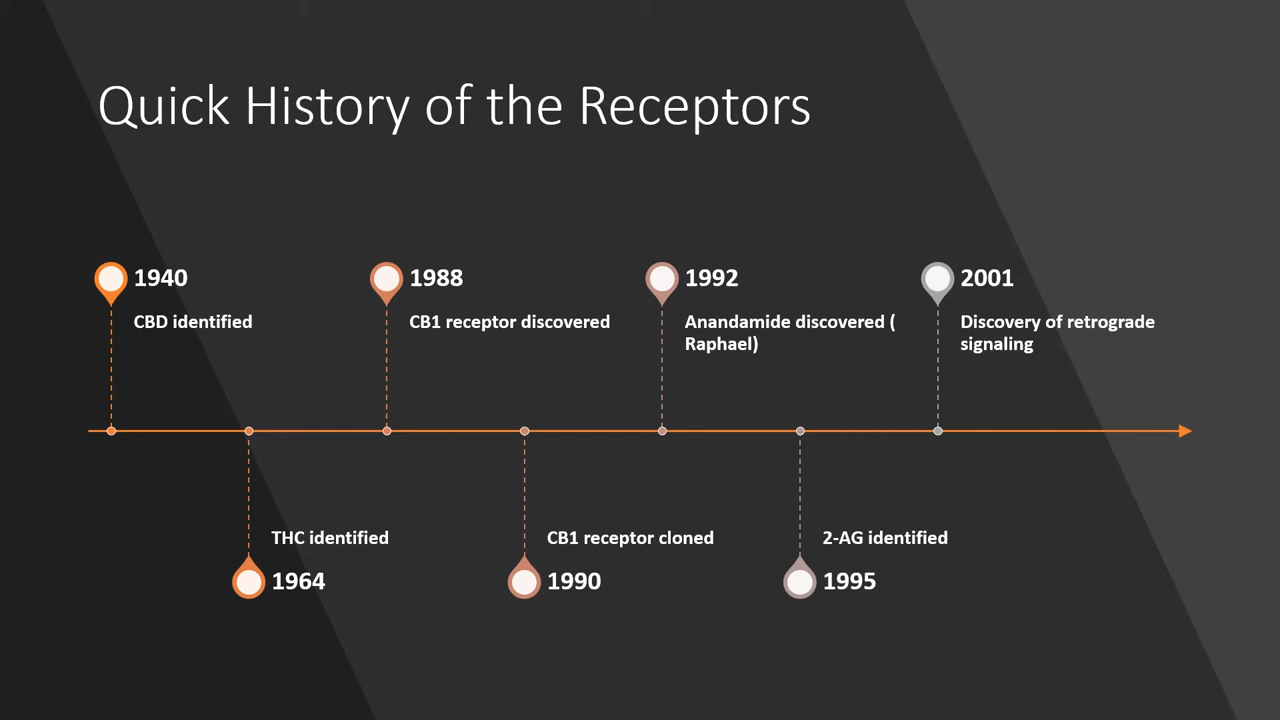 Quick History of the Receptors
1940
CBD identified
1988
CB1 receptor discovered
1992
Anandamide discovered (
Raphael)
2001
Discovery of retrograde
signaling
THC identified
1964
CB1 receptor cloned
1990
2-AG identified
1995